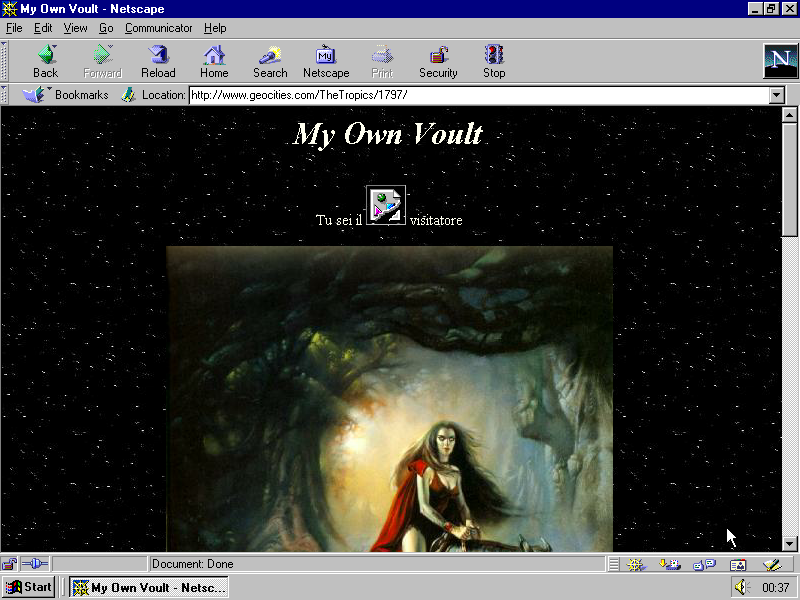 My Own Voult - Netscape
File Edit View Go Communicator Help
My
N
Back Forward Reload Home Search Netscape Print Security Stop
Bookmarks Location: http://www.geocities.com/TheTropics/1797/
My Own Voult
Tu sei il visitatore
Document: Done
Start My Own Voult - Netsc... 00:37